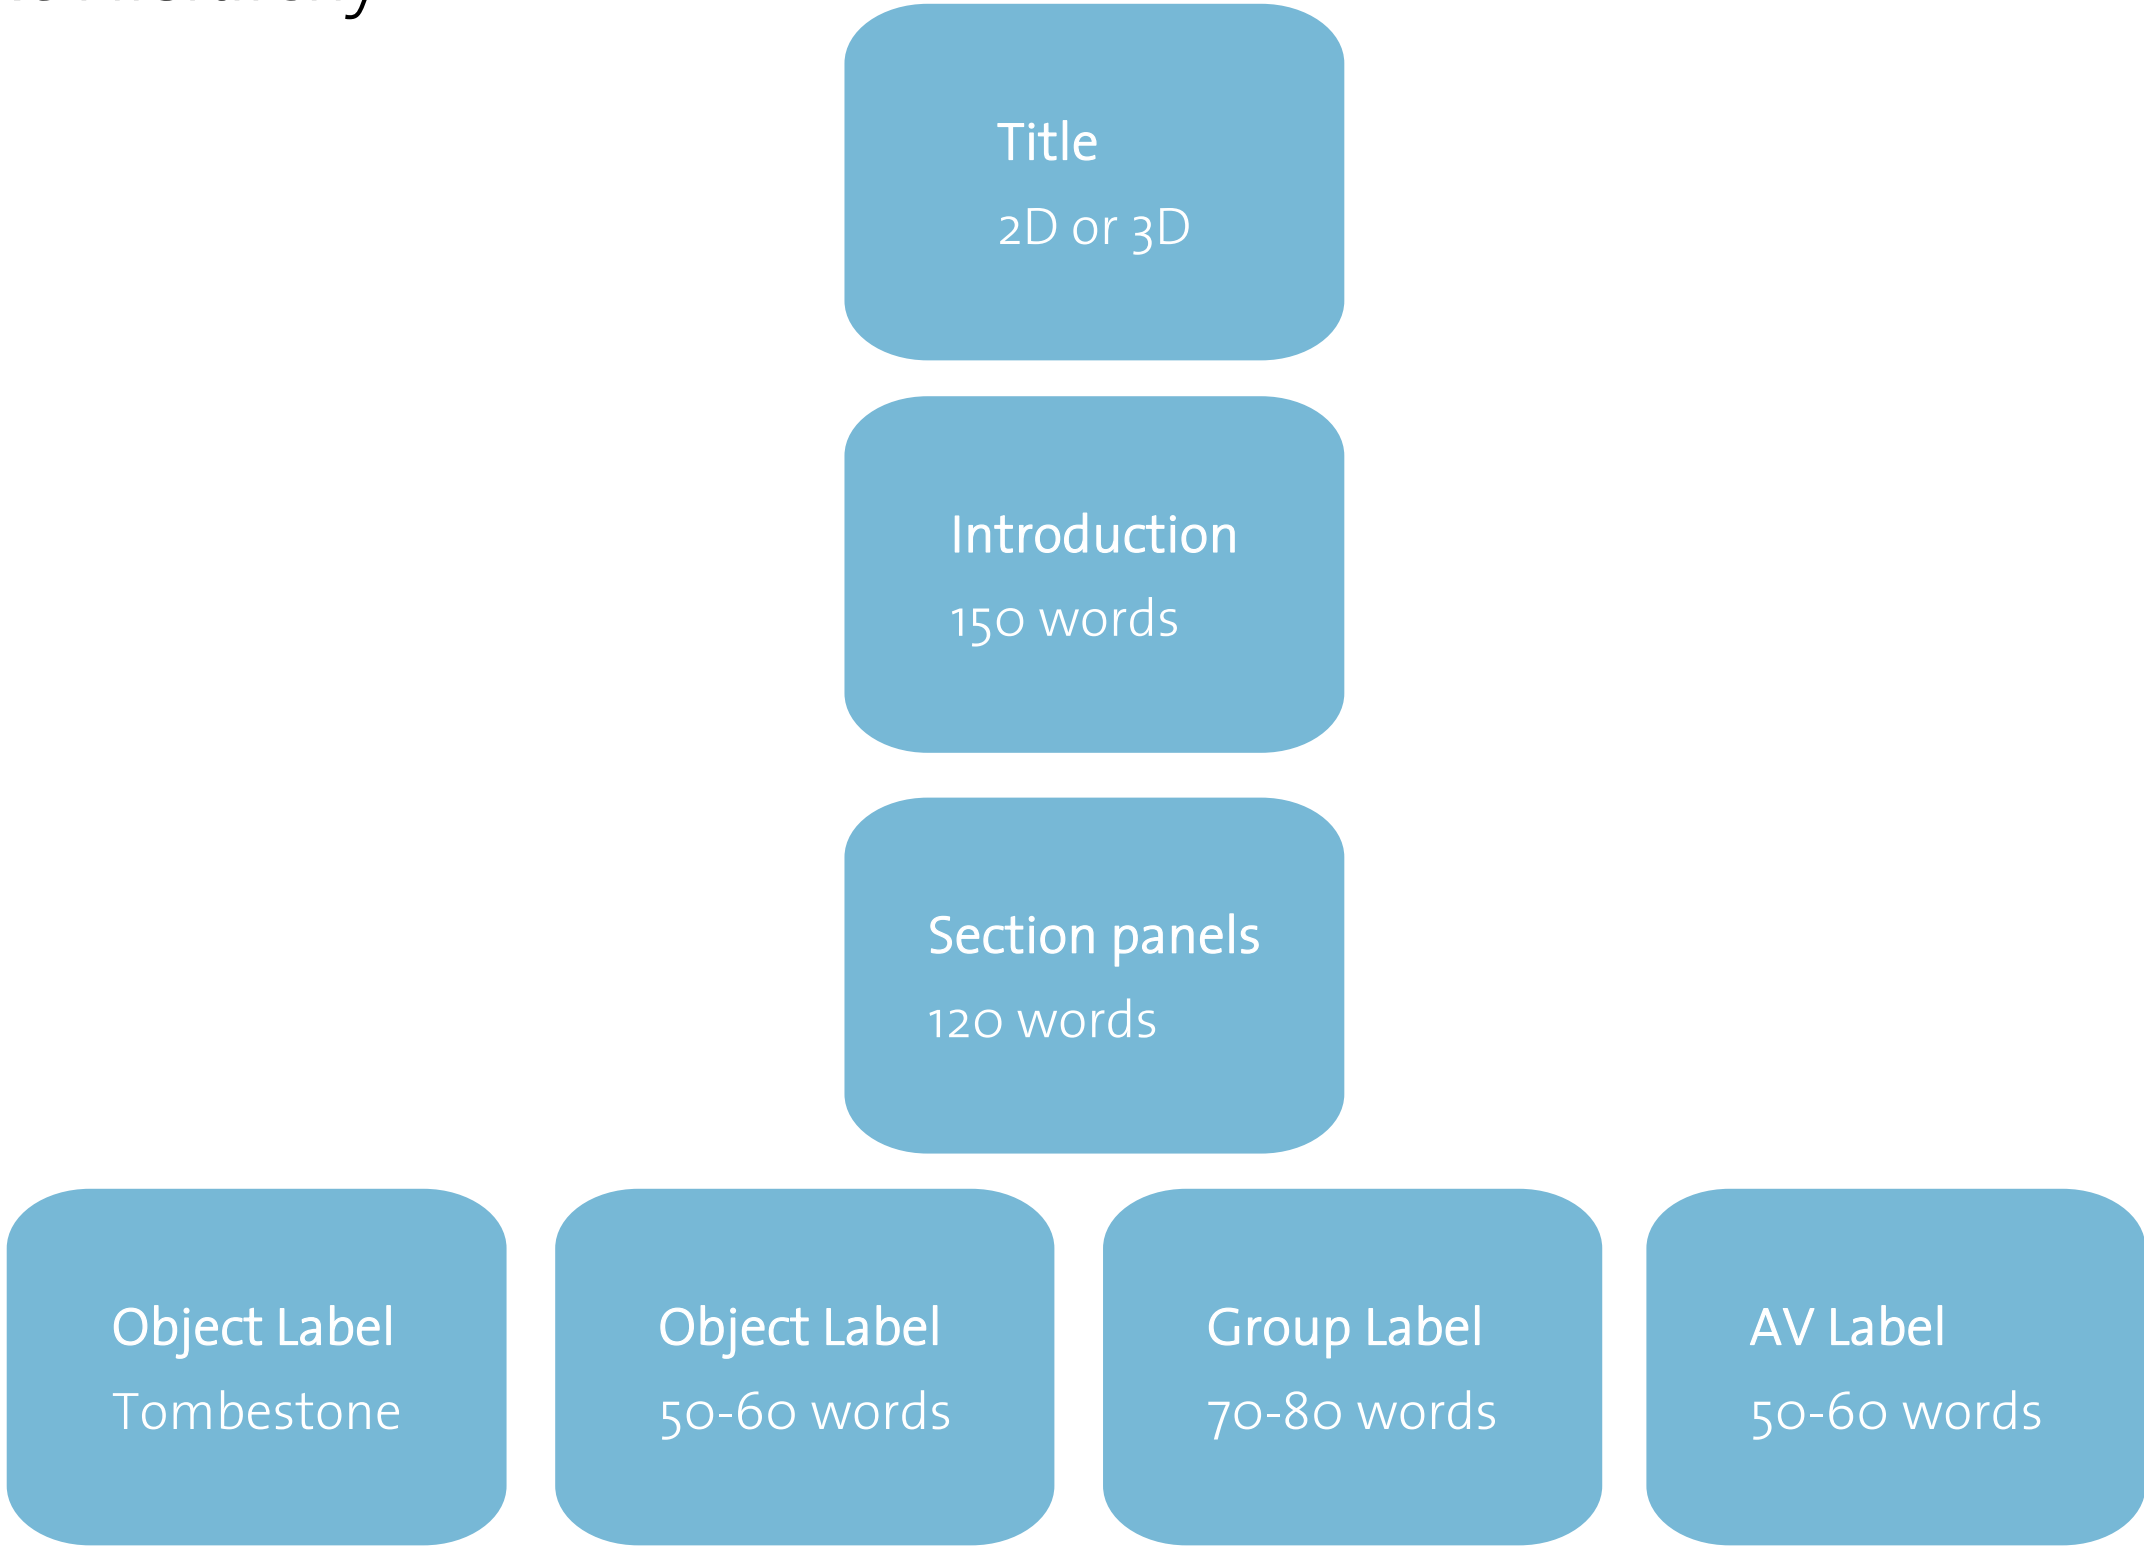 Title
2D or 3D
Introduction
150 words
Section panels
120 words
Object Label
Tombestone
Object Label
50-60 words
Group Label
70-80 words
AV Label
50-60 words